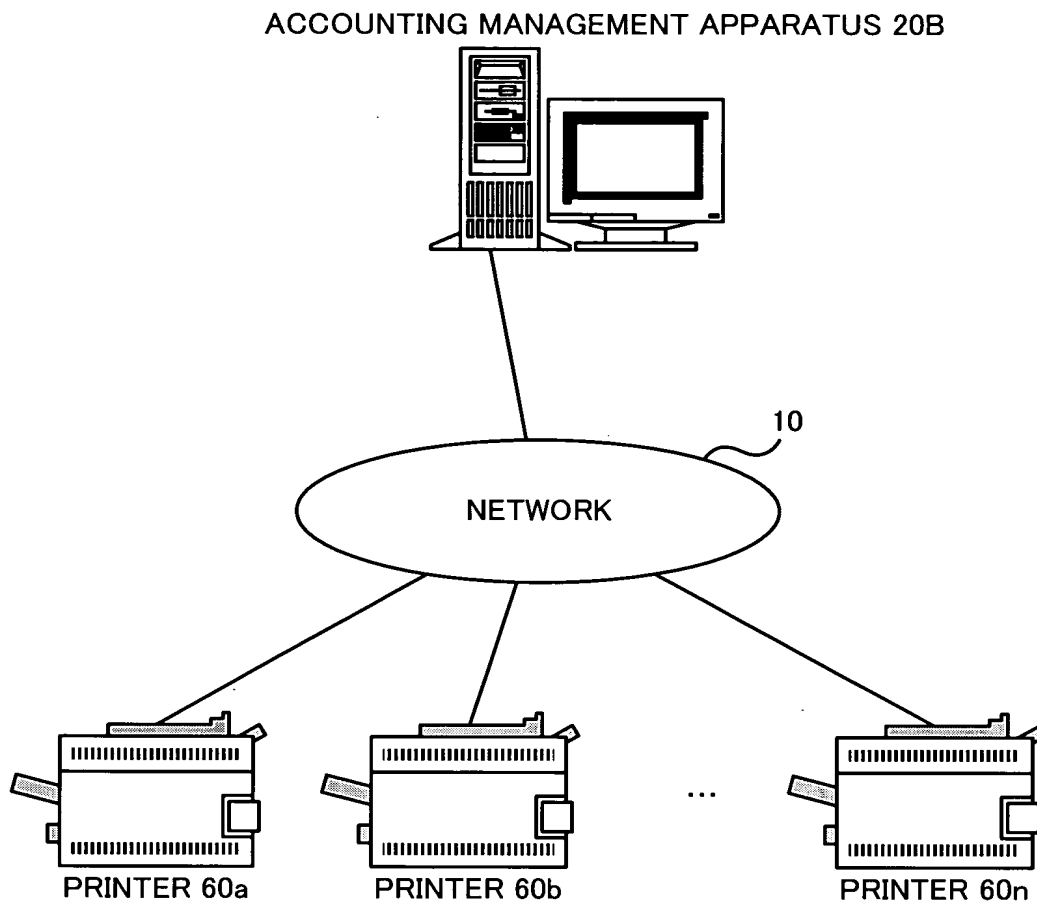 ACCOUNTING MANAGEMENT APPARATUS 20B
10
NETWORK
...
PRINTER 60a
PRINTER 60b
PRINTER 60n